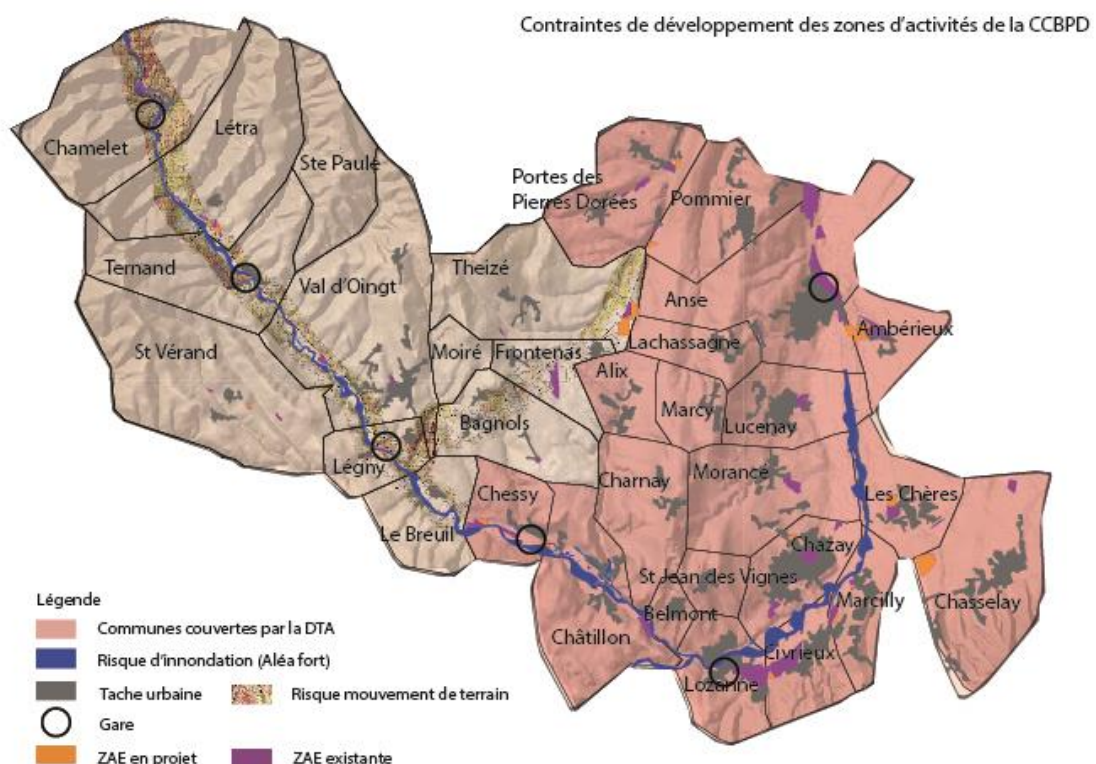 Contraintes de développement des zones d'activités de la CCBPD
Létra
Chamelet
Ste Paule
Portes des
Pierres Dorées
Pommier
Ternand
Val d'Oingt
Theizé
Anse
Ambérieux
St Vérand
Moiré
Frontenas
Lachassagne
Alix
Marcy
Lucenay
Bagnols
Légny
Chessy
Charnay
Morancé
Les Chères
Le Breuil
Chazay
St Jean des Vignes
Belmont
Marcilly
Chasselay
Châtillon
Civrieux
Lozanne
Légende
Communes couvertes par la DTA
Risque d'innondation (Aléa fort)
Tache urbaine
Risque mouvement de terrain
Gare
ZAE en projet
ZAE existante